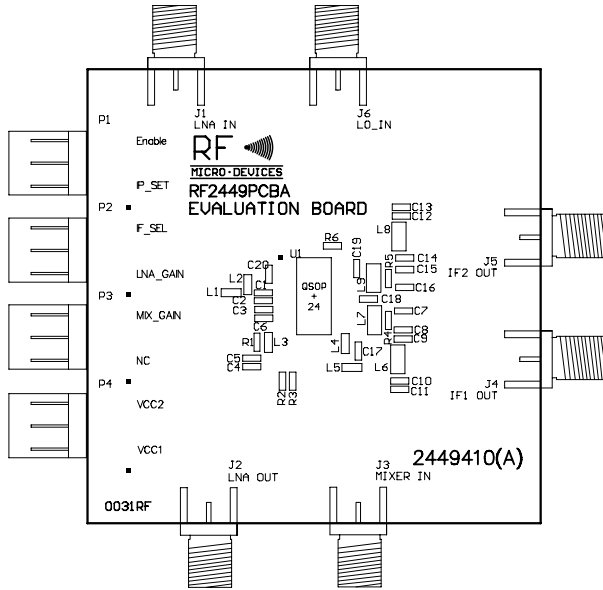 J1
LNA IN
J6
LO_IN
P1
Enable
RF
MICRO-DEVICES
IP_SET
RF2449PCBA
P2
EVALUATION BOARD
IF_SEL
C13
C12
L8
R6
U1
C19
R5
C14
C15
J5
IF2 OUT
LNA_GAIN
C20
L2
L1
C1
C2
C3
C6
QSOP
+
24
L9
C16
C18
P3
MIX_GAIN
C7
L7
R4
C8
C9
R1
L3
L4
C17
NC
C5
C4
L5
L6
P4
R2
R3
C10
C11
J4
IF1 OUT
VCC2
VCC1
J2
LNA OUT
J3
MIXER IN
2449410(A)
0031RF